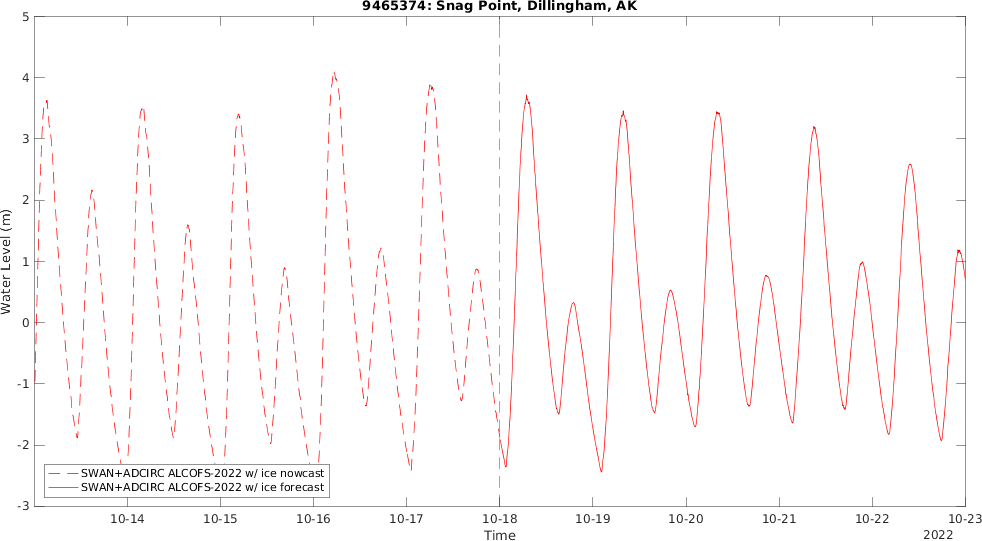 9465374: Snag Point, Dillingham, AK
5
4
3
2
1
0
-1
-2
-3
Water Level (m)
SWAN+ADCIRC ALCOFS-2022 w/ ice nowcast
SWAN+ADCIRC ALCOFS-2022 w/ ice forecast
10-14 10-15 10-16 10-17 10-18 10-19 10-20 10-21 10-22 10-23
Time
2022